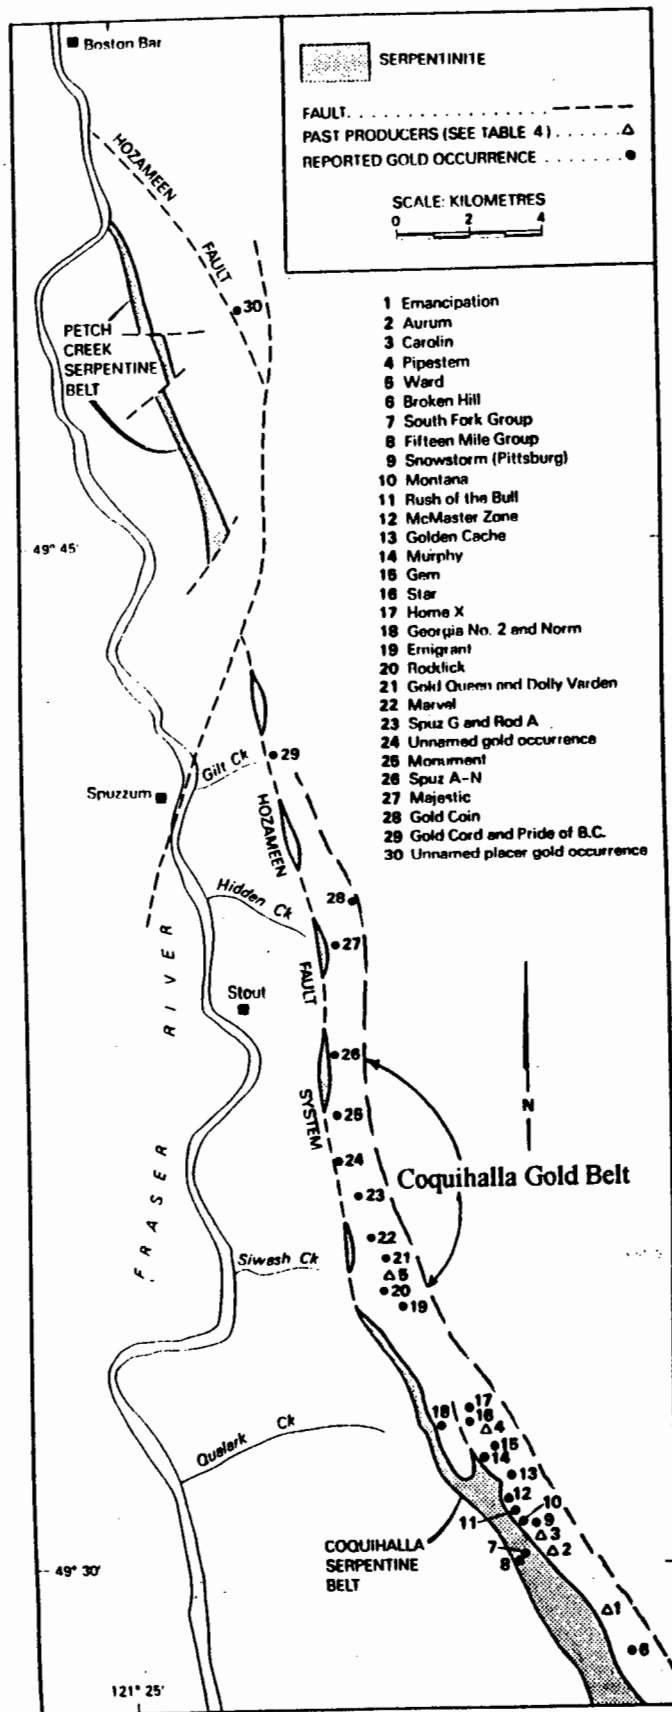 Boston Bar
SERPENTINITE
FAULT
PAST PRODUCERS (SEE TABLE 4)
REPORTED GOLD OCCURRENCE
SCALE: KILOMETRES
0 2 4
HOZAMEEN
FAULT
30
PETCH
CREEK
SERPENTINE
BELT
1 Emancipation
2 Aurum
3 Carolin
4 Pipestem
5 Ward
6 Broken Hill
7 South Fork Group
8 Fifteen Mile Group
9 Snowstorm (Pittsburg)
10 Montana
11 Rush of the Bull
12 McMaster Zone
13 Golden Cache
14 Murphy
15 Gem
16 Star
17 Home X
18 Georgia No. 2 and Norm
19 Emigrant
20 Roddick
21 Gold Queen and Dolly Varden
22 Marvel
23 Spuz G and Rod A
24 Unnamed gold occurrence
25 Monument
26 Spuz A-N
27 Majestic
28 Gold Coin
29 Gold Cord and Pride of B.C.
30 Unnamed placer gold occurrence
49° 45'
29
Gilt Ck
Spuzzum
HOZAMEEN
FAULT
SYSTEM
Hidden Ck
28
27
Stout
FRASER RIVER
26
N
25
24
Coquihalla Gold Belt
23
22
21
5
20
19
Siwash Ck
17
16
18
4
15
14
Qualark Ck
13
12
10
11
9
3
2
7
8
COQUIHALLA
SERPENTINE
BELT
49° 30'
1
6
121° 25'